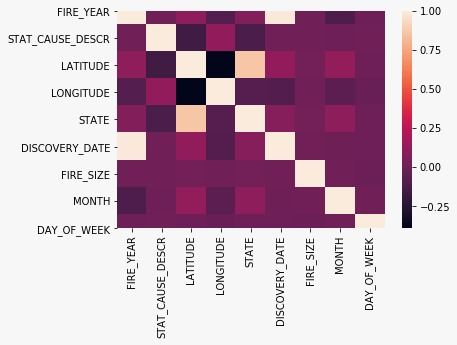 FIRE_YEAR
STAT_CAUSE_DESCR
LATITUDE
LONGITUDE
STATE
DISCOVERY_DATE
FIRE_SIZE
MONTH
DAY_OF_WEEK
FIRE_YEAR
STAT_CAUSE_DESCR
LATITUDE
LONGITUDE
STATE
DISCOVERY_DATE
FIRE_SIZE
MONTH
DAY_OF_WEEK
1.00
0.75
0.50
0.25
0.00
−0.25